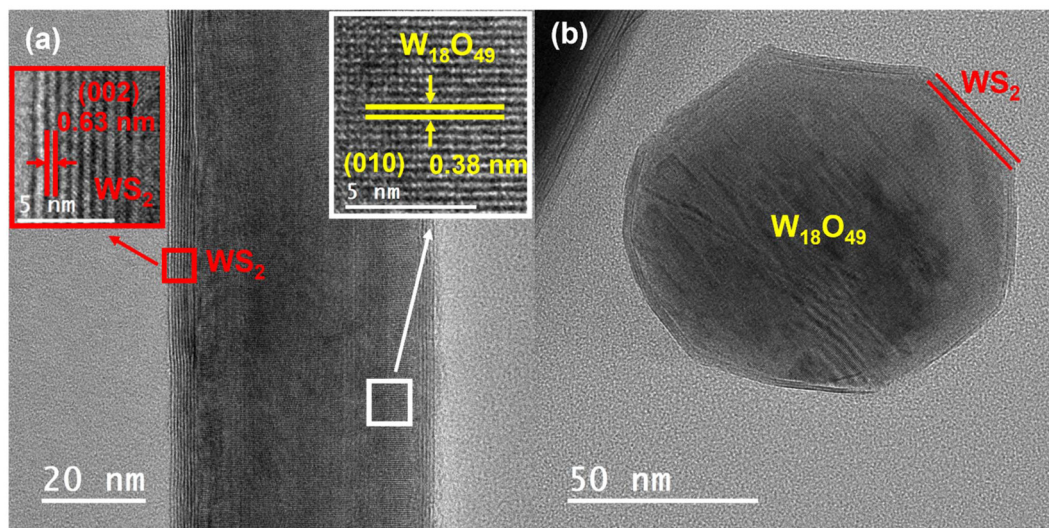 (a)
(002)
0.63 nm
WS₂
5 nm
W₁₈O₄₉
(010) 0.38 nm
5 nm
WS₂
20 nm
(b)
WS₂
W₁₈O₄₉
50 nm